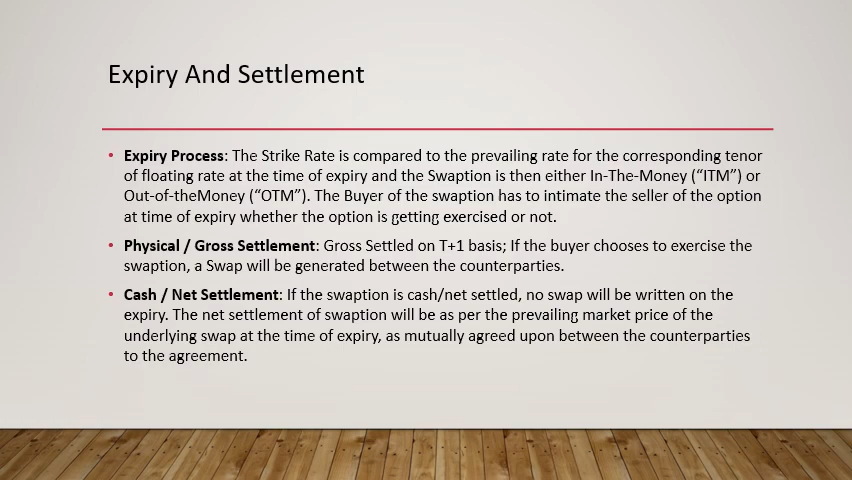 Expiry And Settlement
• Expiry Process: The Strike Rate is compared to the prevailing rate for the corresponding tenor
of floating rate at the time of expiry and the Swaption is then either In-The-Money (“ITM”) or
Out-of-theMoney (“OTM”). The Buyer of the swaption has to intimate the seller of the option
at time of expiry whether the option is getting exercised or not.
• Physical / Gross Settlement: Gross Settled on T+1 basis; If the buyer chooses to exercise the
swaption, a Swap will be generated between the counterparties.
• Cash / Net Settlement: If the swaption is cash/net settled, no swap will be written on the
expiry. The net settlement of swaption will be as per the prevailing market price of the
underlying swap at the time of expiry, as mutually agreed upon between the counterparties
to the agreement.